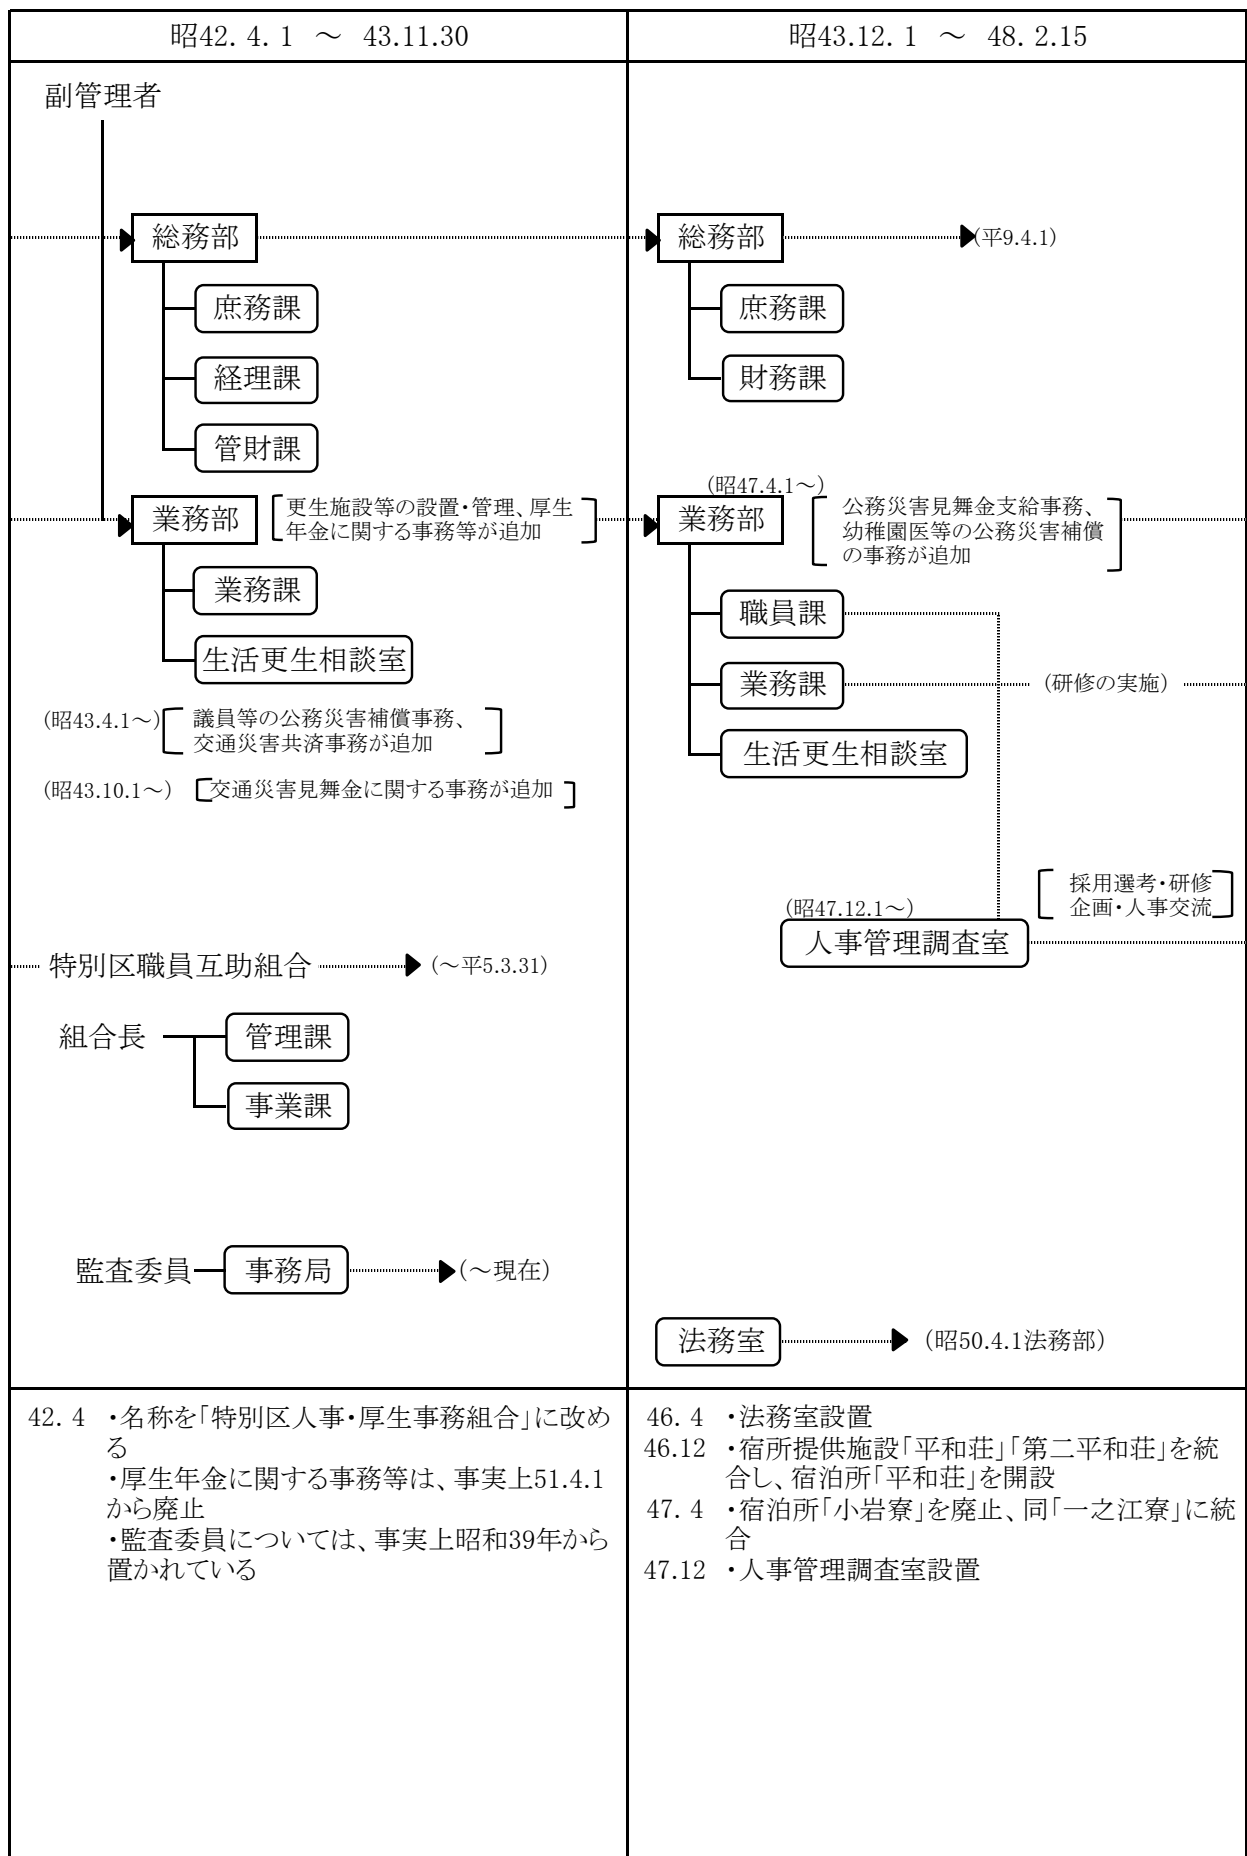 昭42. 4. 1 ～ 43.11.30
副管理者
総務部
庶務課
経理課
管財課
業務部
更生施設等の設置・管理、厚生
年金に関する事務等が追加
業務課
生活更生相談室
(昭43.4.1～)
議員等の公務災害補償事務、
交通災害共済事務が追加
(昭43.10.1～) 交通災害見舞金に関する事務が追加
特別区職員互助組合 (～平5.3.31)
組合長 管理課
事業課
監査委員 事務局 (～現在)
42. 4 ・名称を「特別区人事・厚生事務組合」に改め
る
・厚生年金に関する事務等は、事実上51.4.1
から廃止
・監査委員については、事実上昭和39年から
置かれている
昭43.12. 1 ～ 48. 2.15
総務部 (平9.4.1)
庶務課
財務課
(昭47.4.1～)
業務部
公務災害見舞金支給事務、
幼稚園医等の公務災害補償
の事務が追加
職員課
業務課 (研修の実施)
生活更生相談室
採用選考・研修
企画・人事交流
(昭47.12.1～)
人事管理調査室
法務室 (昭50.4.1法務部)
46. 4 ・法務室設置
46.12 ・宿所提供施設「平和荘」「第二平和荘」を統
合し、宿泊所「平和荘」を開設
47. 4 ・宿泊所「小岩寮」を廃止、同「一之江寮」に統
合
47.12 ・人事管理調査室設置